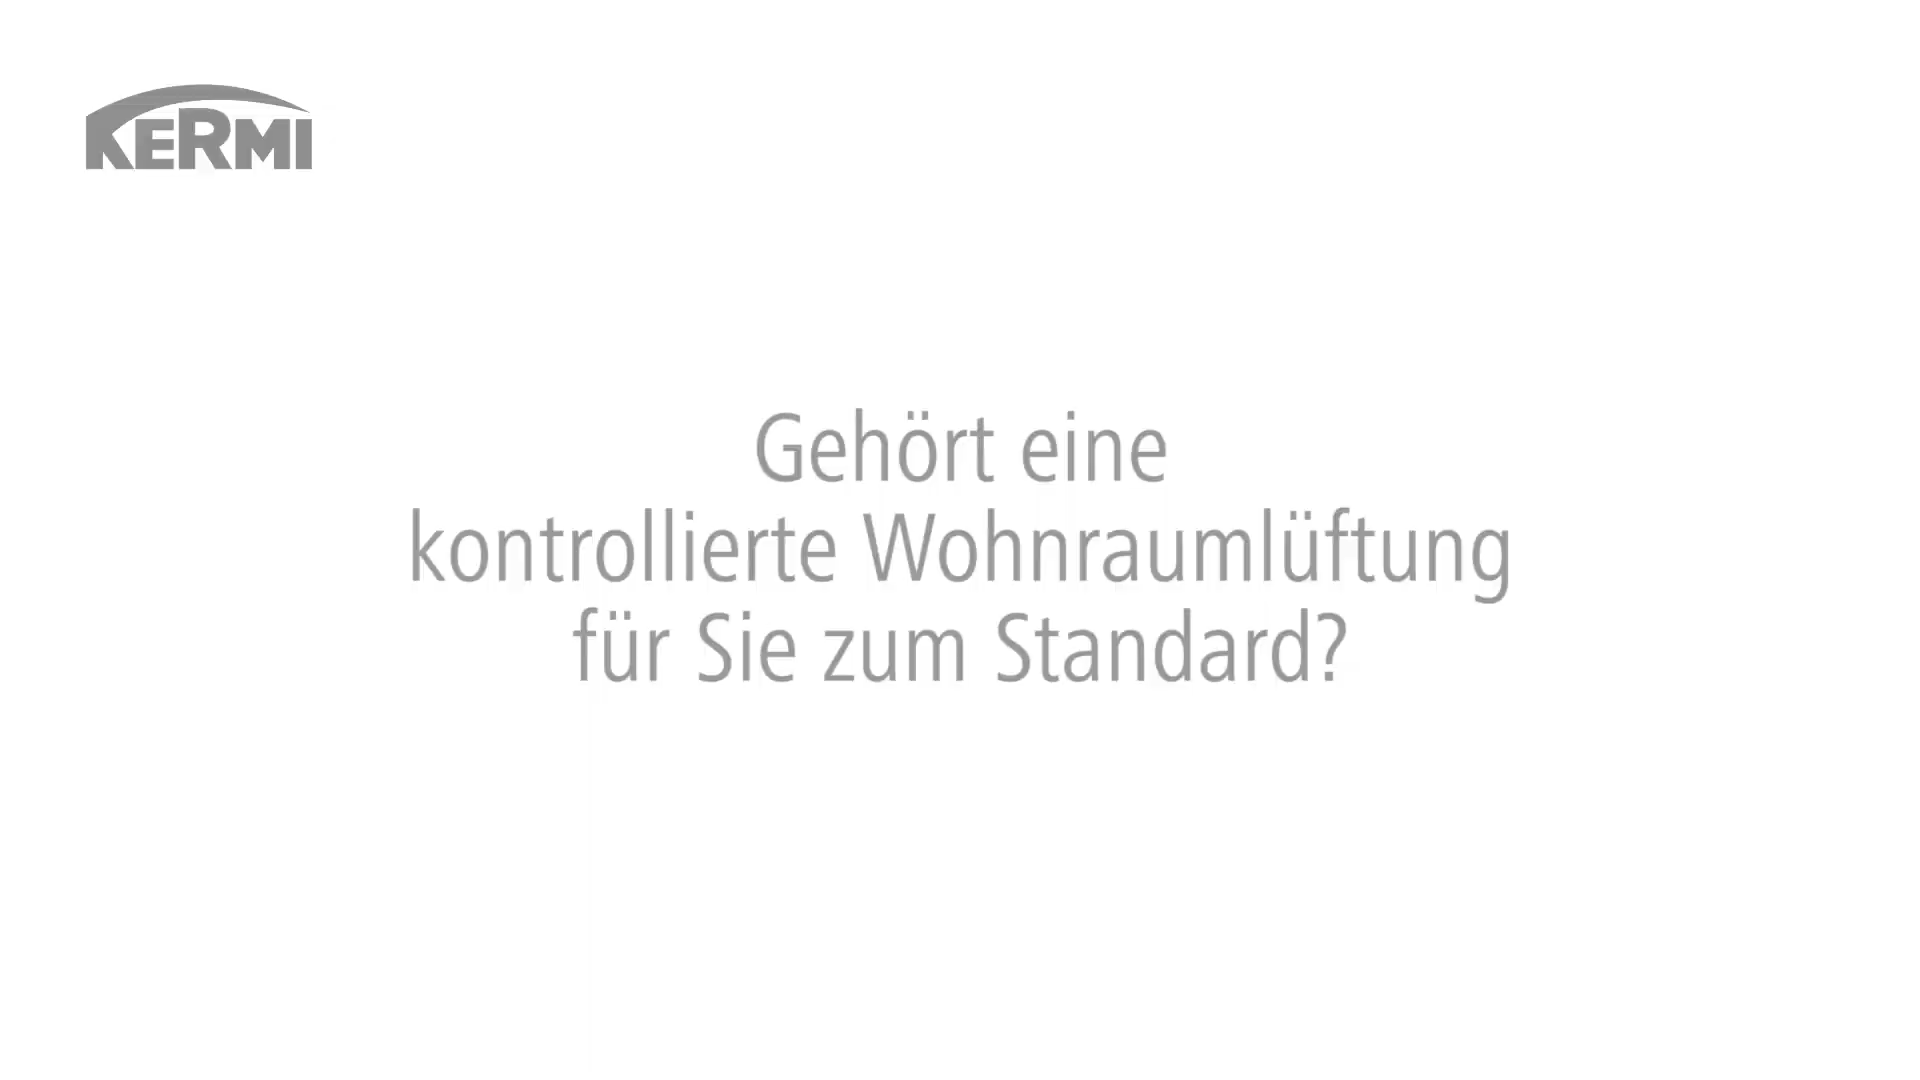 KERMI
Gehört eine
kontrollierte Wohnraumlüftung
für Sie zum Standard?